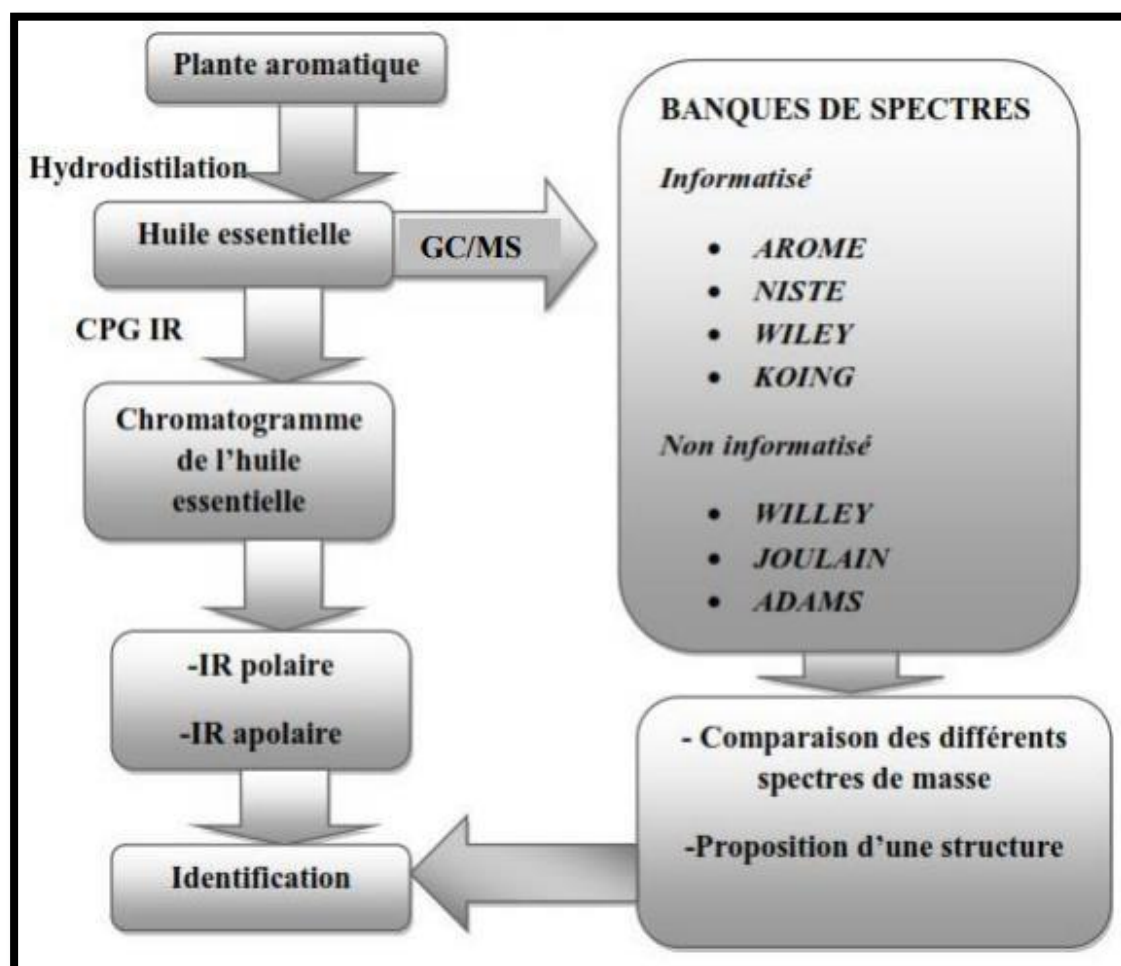 Plante aromatique
Hydrodistilation
Huile essentielle
GC/MS
CPG IR
Chromatogramme
de l'huile
essentielle
-IR polaire
-IR apolaire
Identification
BANQUES DE SPECTRES
Informatisé
• AROME
• NISTE
• WILEY
• KOING
Non informatisé
• WILLEY
• JOULAIN
• ADAMS
- Comparaison des différents
spectres de masse
-Proposition d'une structure